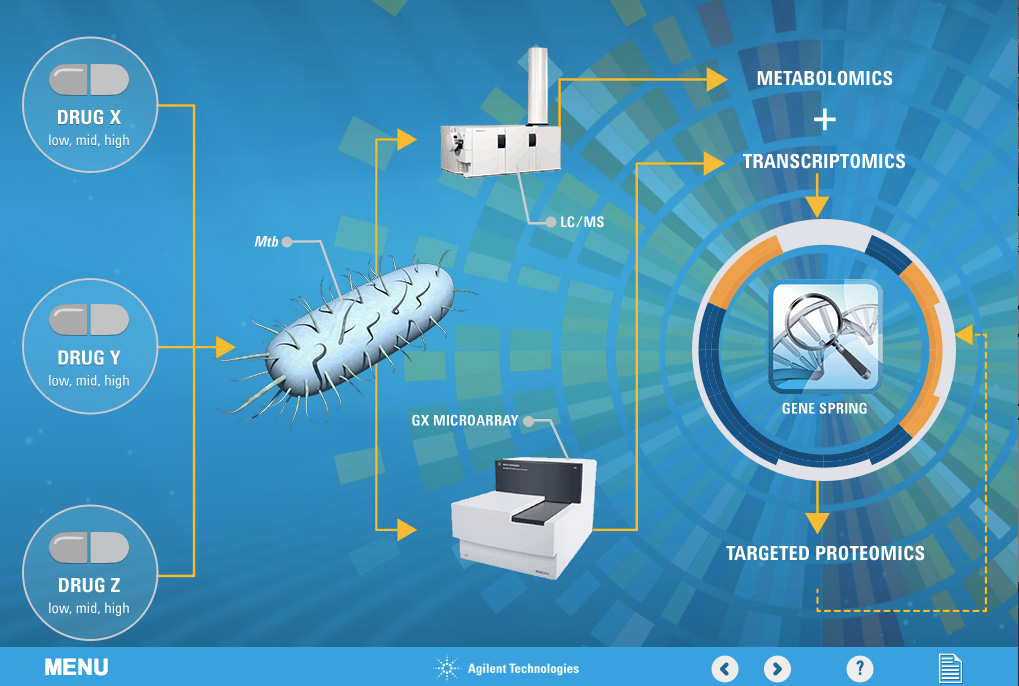 DRUG X
low, mid, high
DRUG Y
low, mid, high
DRUG Z
low, mid, high
Mtb
LC/MS
GX MICROARRAY
METABOLOMICS
+
TRANSCRIPTOMICS
GENE SPRING
TARGETED PROTEOMICS
MENU
Agilent Technologies
?